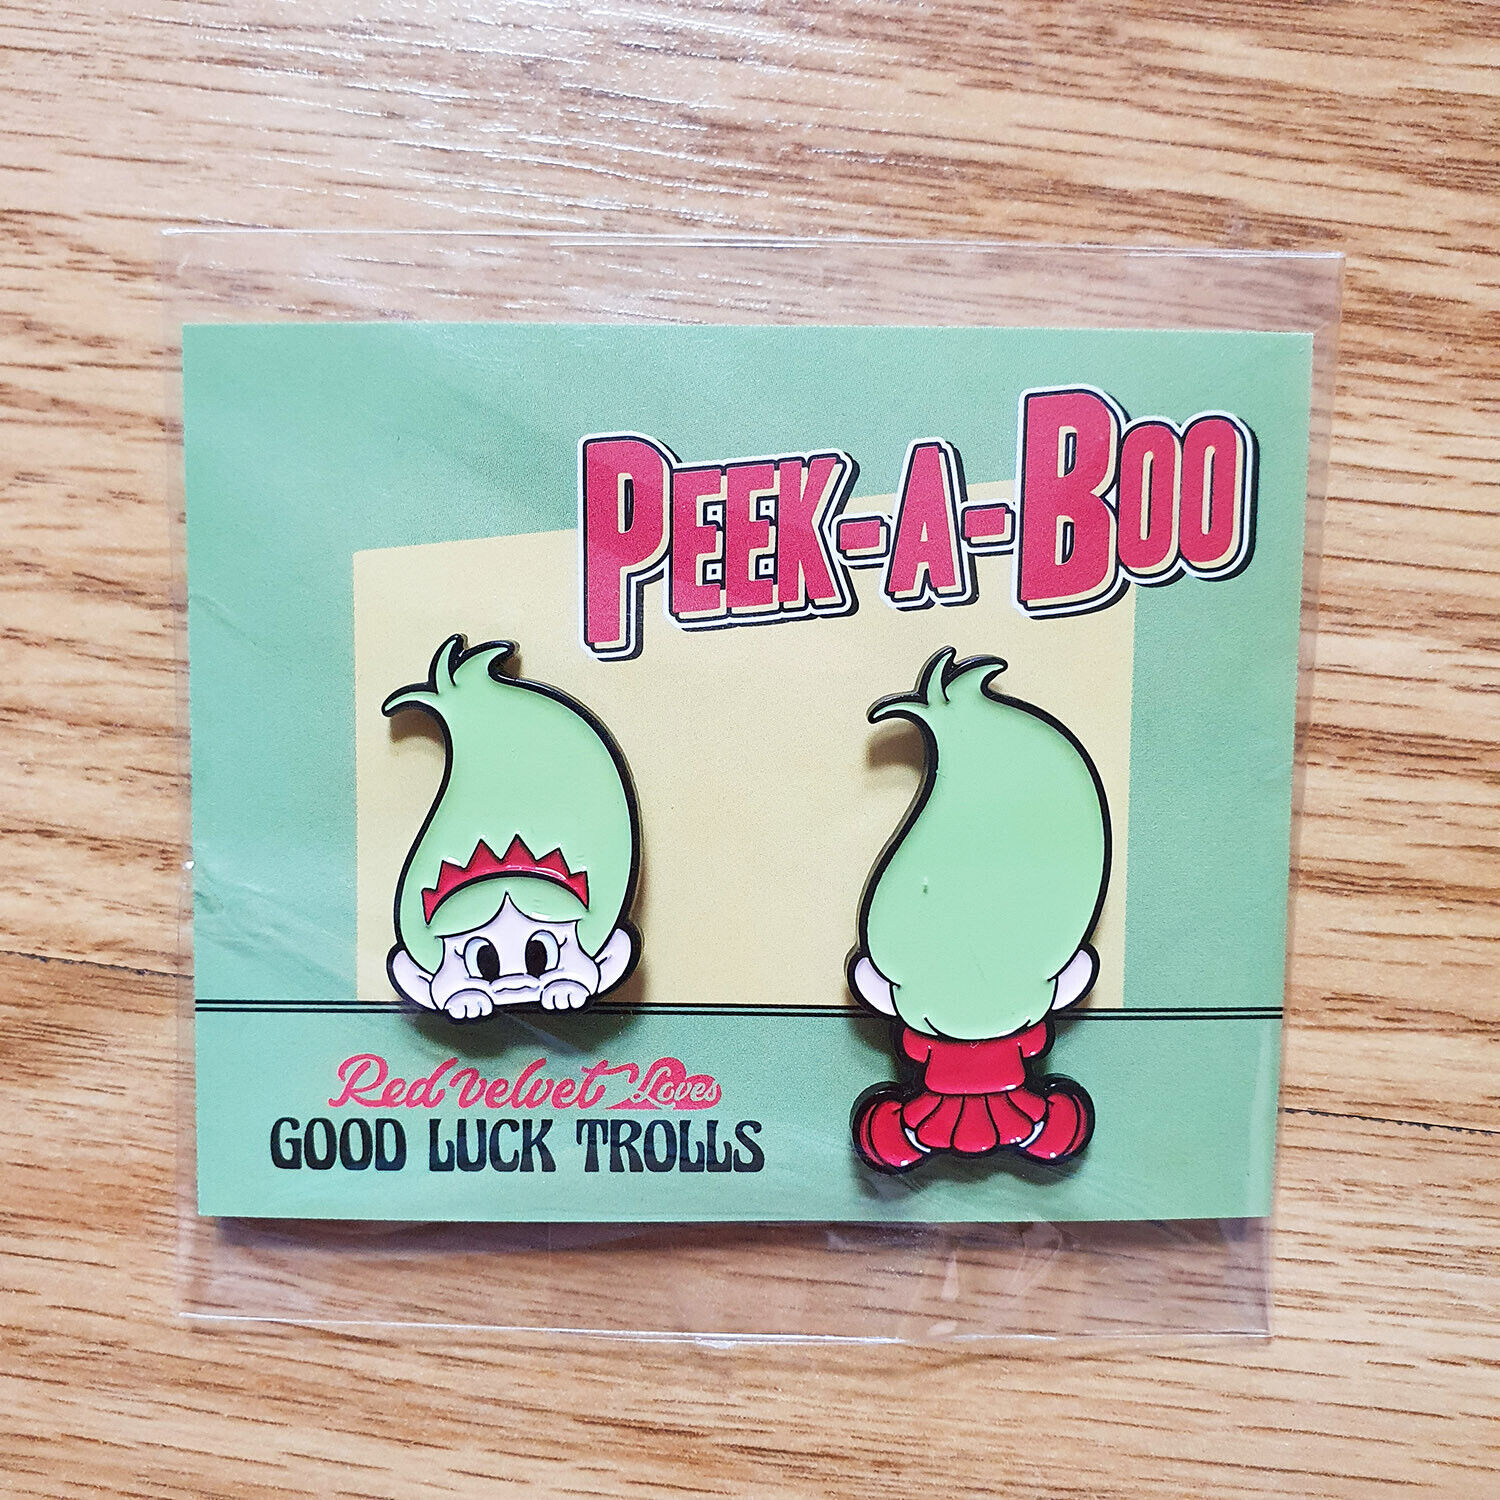 PEEK-A-BOO
Red Velvet Loves
GOOD LUCK TROLLS